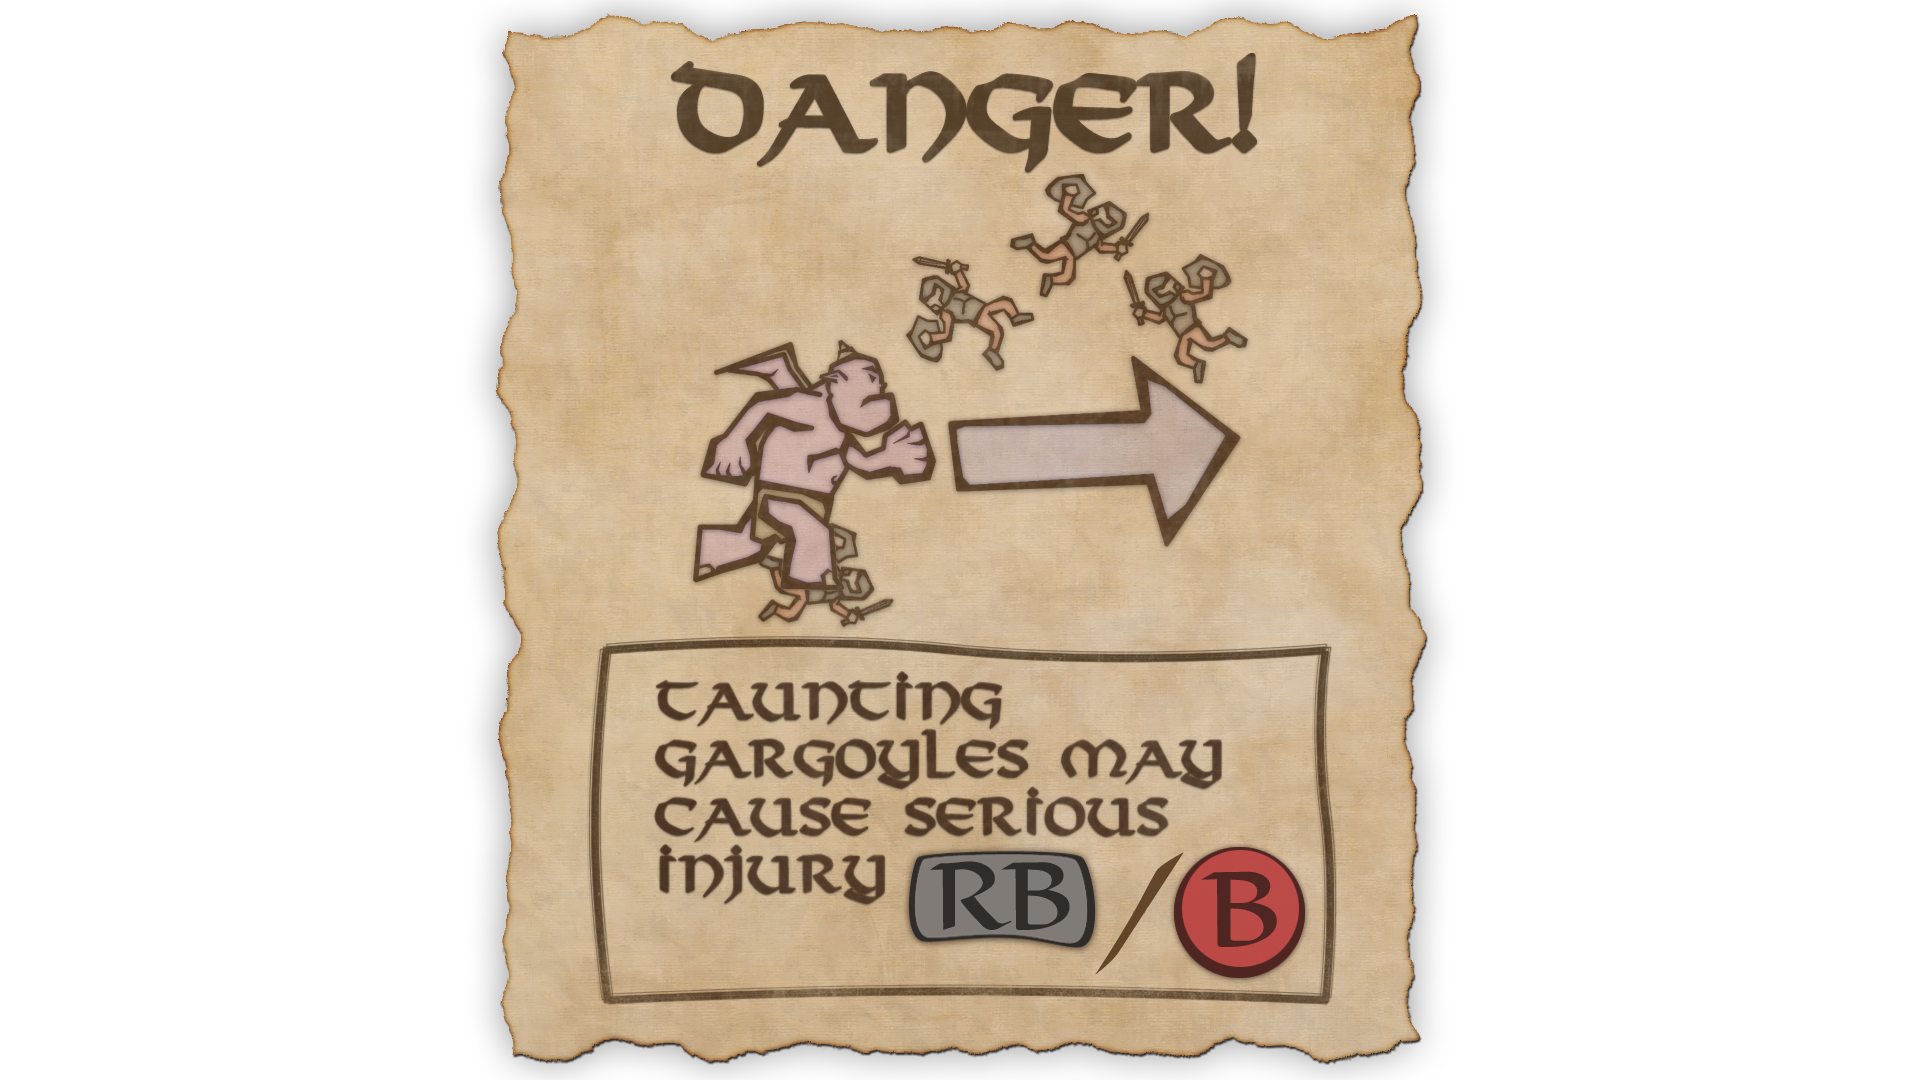 DANGER!
TAUNTING
GARGOYLES MAY
CAUSE SERIOUS
INJURY RB / B